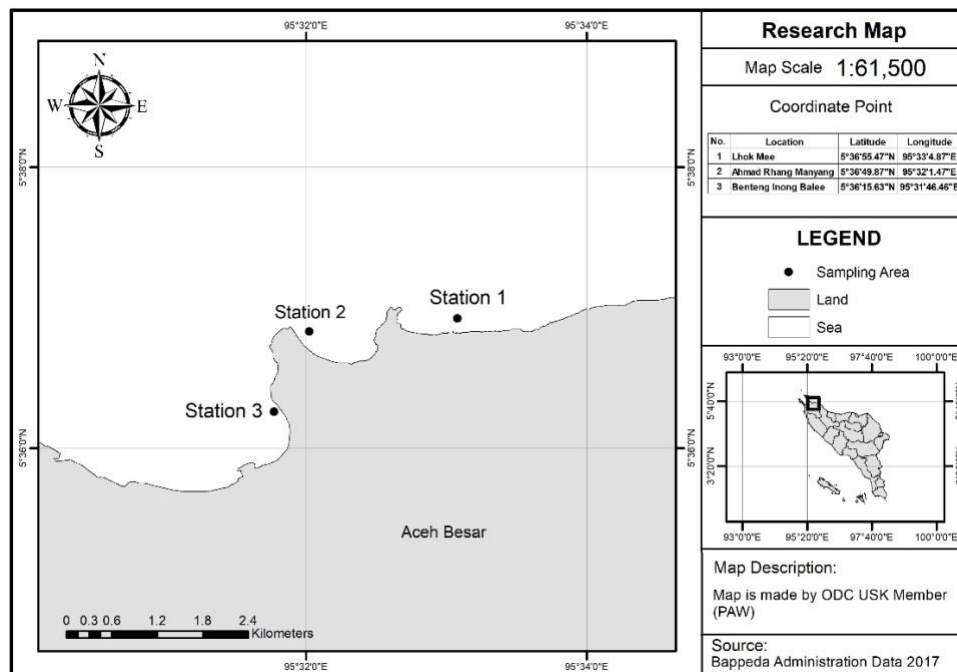 95°32'0"E
95°34'0"E
N
W
E
S
5°38'0"N
5°38'0"N
Station 1
Station 2
Station 3
5°36'0"N
5°36'0"N
Aceh Besar
0 0.3 0.6 1.2 1.8 2.4
Kilometers
95°32'0"E
95°34'0"E
Research Map
Map Scale 1:61,500
Coordinate Point
No. Location Latitude Longitude
1 Lhok Mee 5°36'55.47"N 95°33'4.87"E
2 Ahmad Rhang Manyang 5°36'49.87"N 95°32'1.47"E
3 Benteng Inong Balee 5°36'15.63"N 95°31'46.46"E
LEGEND
Sampling Area
Land
Sea
93°0'0"E 95°20'0"E 97°40'0"E 100°0'0"E
5°40'0"N
3°20'0"N
93°0'0"E 95°20'0"E 97°40'0"E 100°0'0"E
Map Description:
Map is made by ODC USK Member
(PAW)
Source:
Bappeda Administration Data 2017